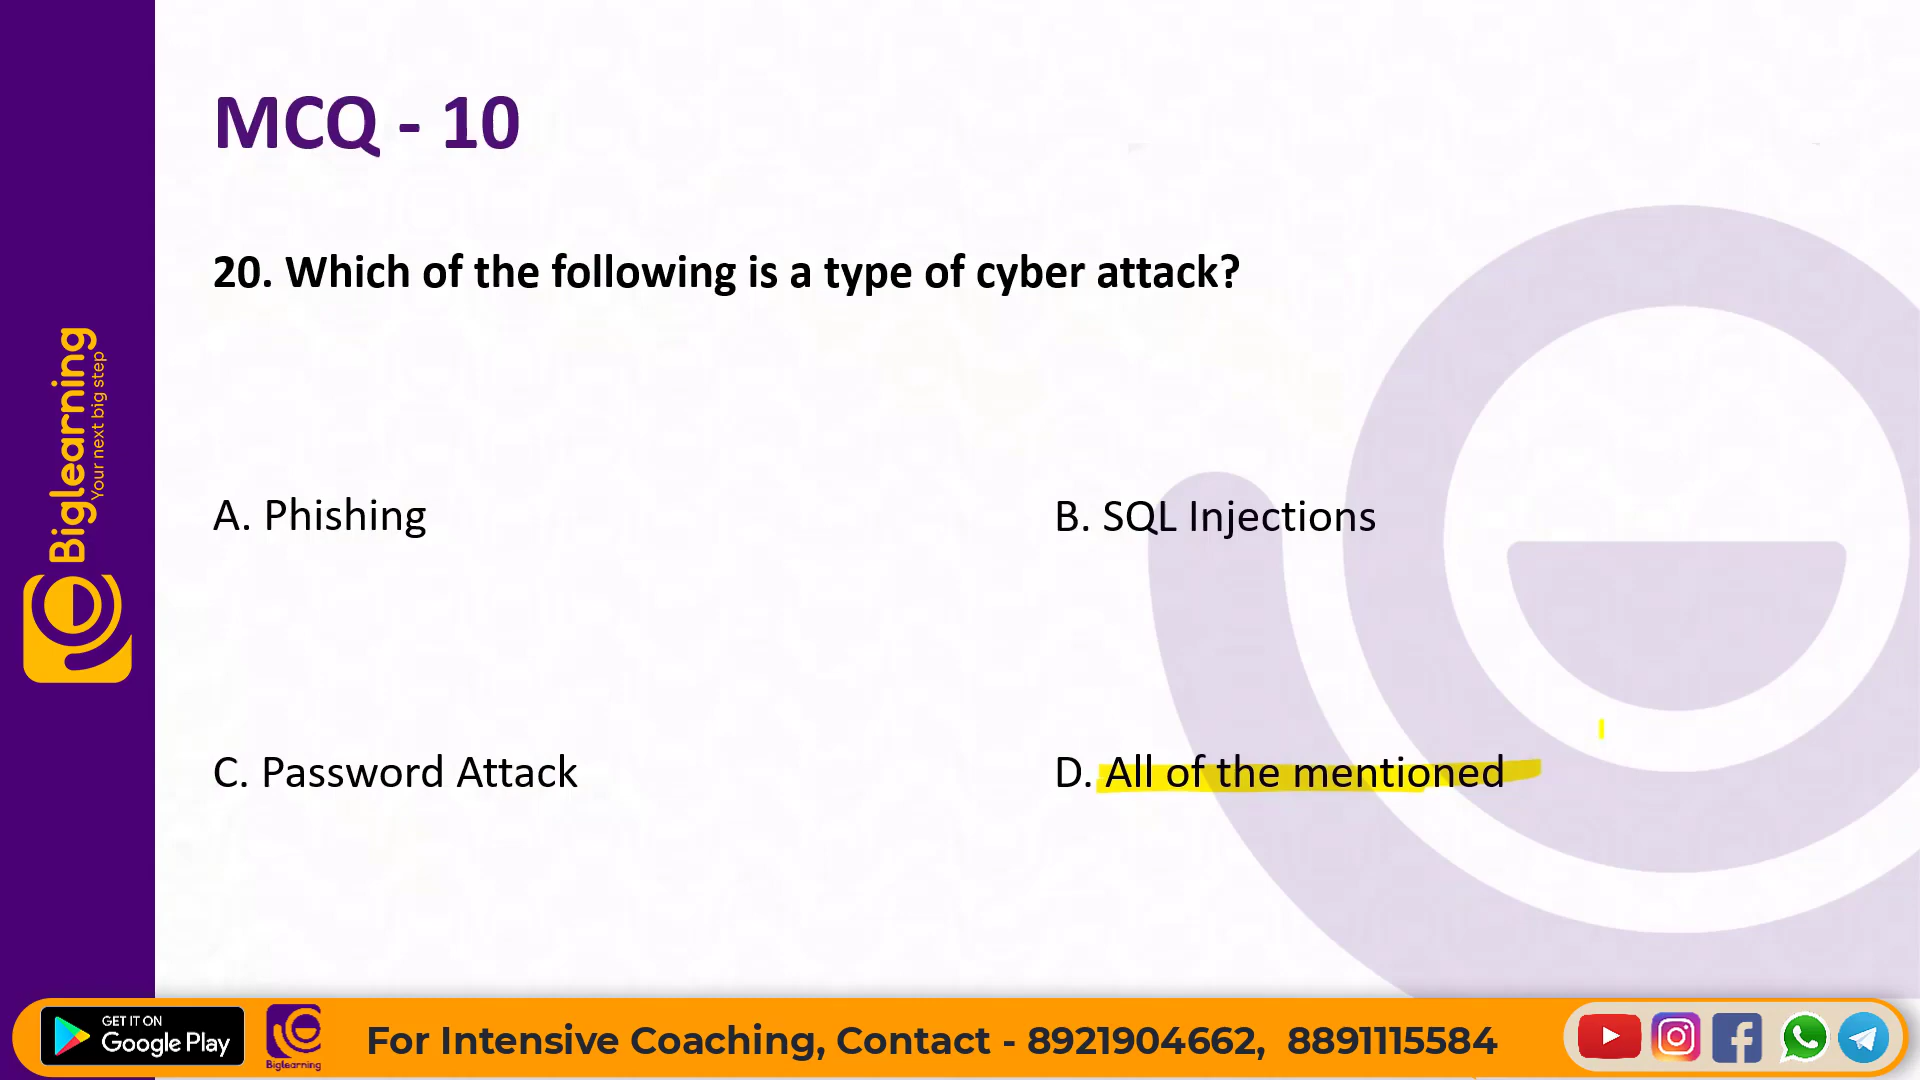 MCQ - 10
20. Which of the following is a type of cyber attack?
A. Phishing
B. SQL Injections
C. Password Attack
D. All of the mentioned
Biglearning
Your next big step
GET IT ON
Google Play
Biglearning
For Intensive Coaching, Contact - 8921904662, 8891115584